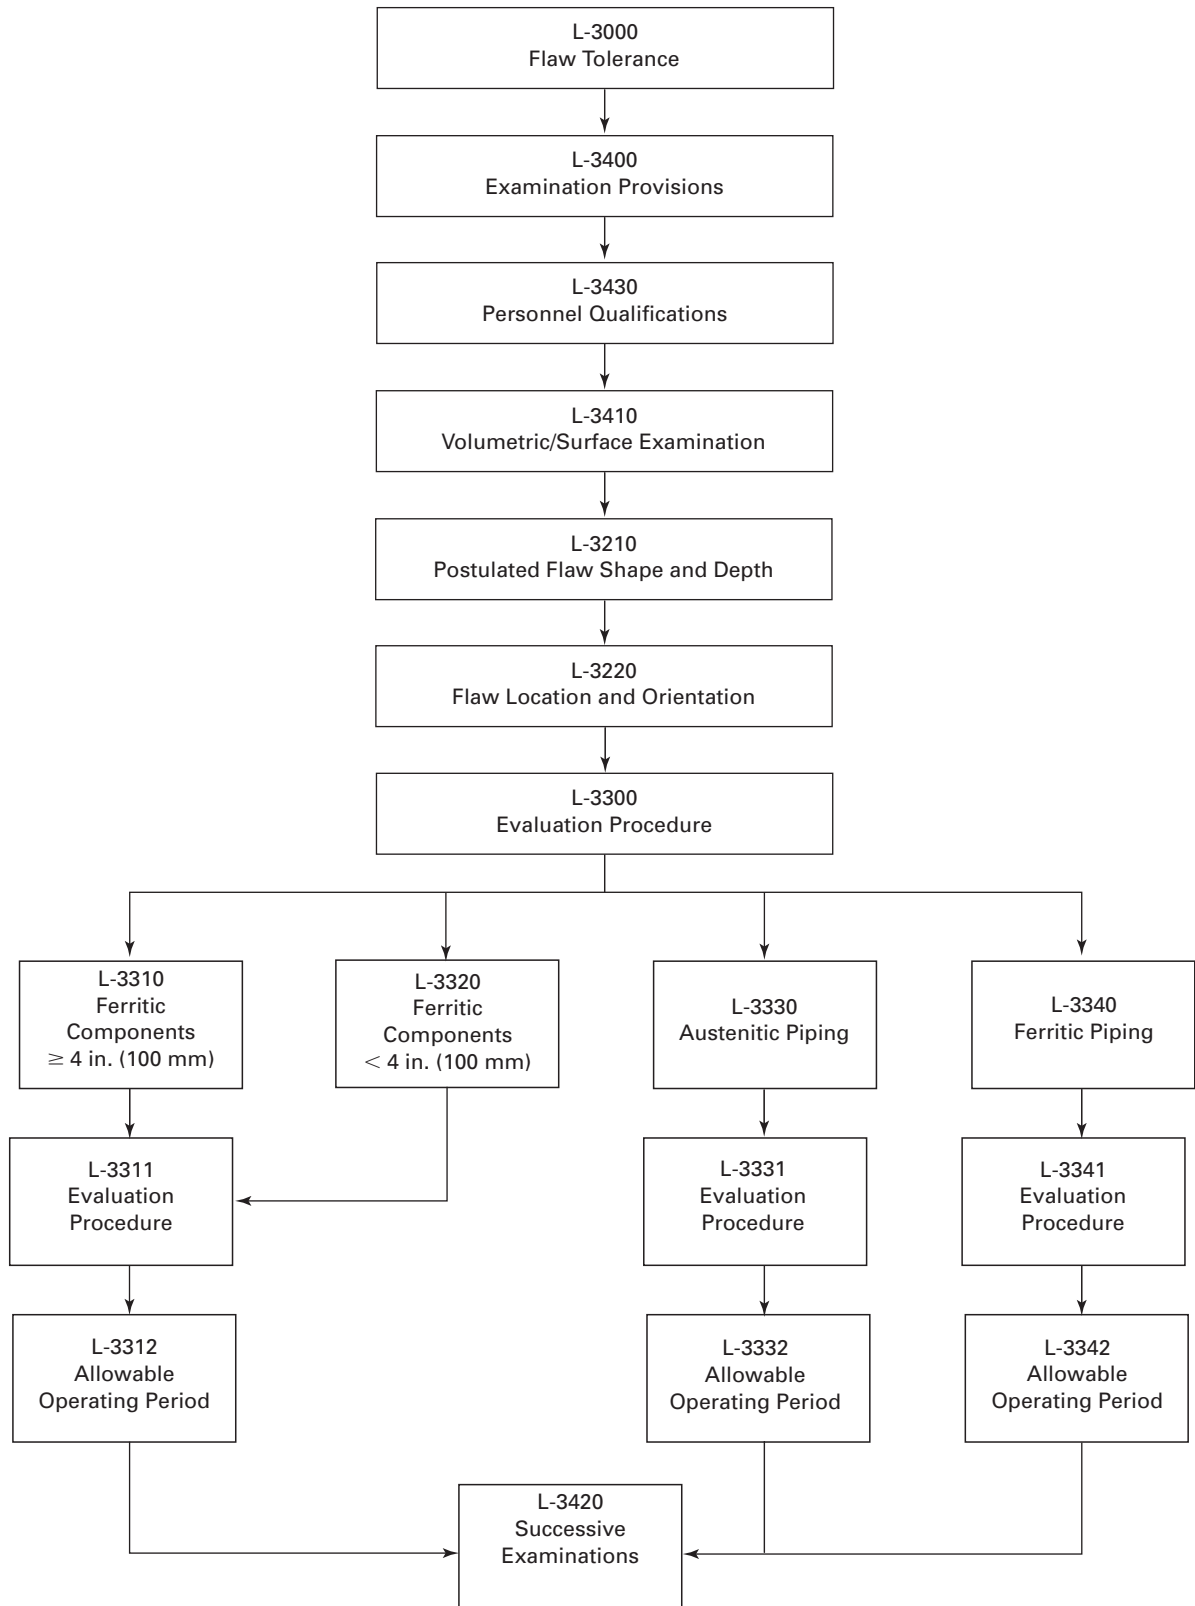 L-3000
Flaw Tolerance
L-3400
Examination Provisions
L-3430
Personnel Qualifications
L-3410
Volumetric/Surface Examination
L-3210
Postulated Flaw Shape and Depth
L-3220
Flaw Location and Orientation
L-3300
Evaluation Procedure
L-3310
Ferritic
Components
≥ 4 in. (100 mm)
L-3320
Ferritic
Components
< 4 in. (100 mm)
L-3330
Austenitic Piping
L-3340
Ferritic Piping
L-3311
Evaluation
Procedure
L-3331
Evaluation
Procedure
L-3341
Evaluation
Procedure
L-3312
Allowable
Operating Period
L-3332
Allowable
Operating Period
L-3342
Allowable
Operating Period
L-3420
Successive
Examinations